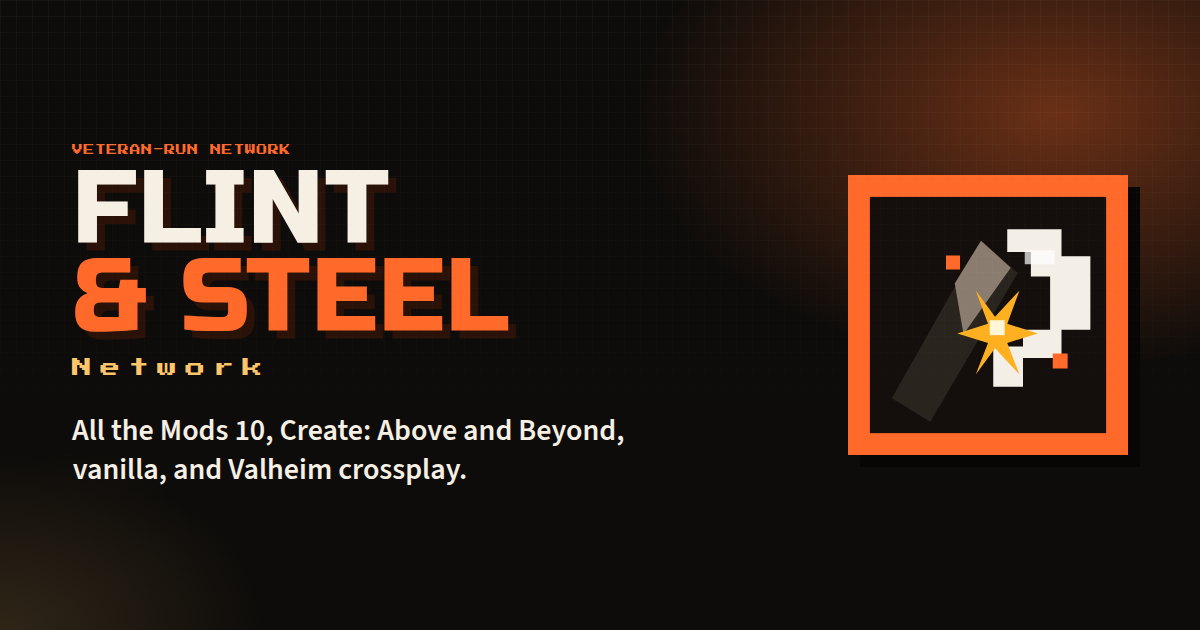 VETERAN-RUN NETWORK
FLINT
& STEEL
Network
All the Mods 10, Create: Above and Beyond,
vanilla, and Valheim crossplay.